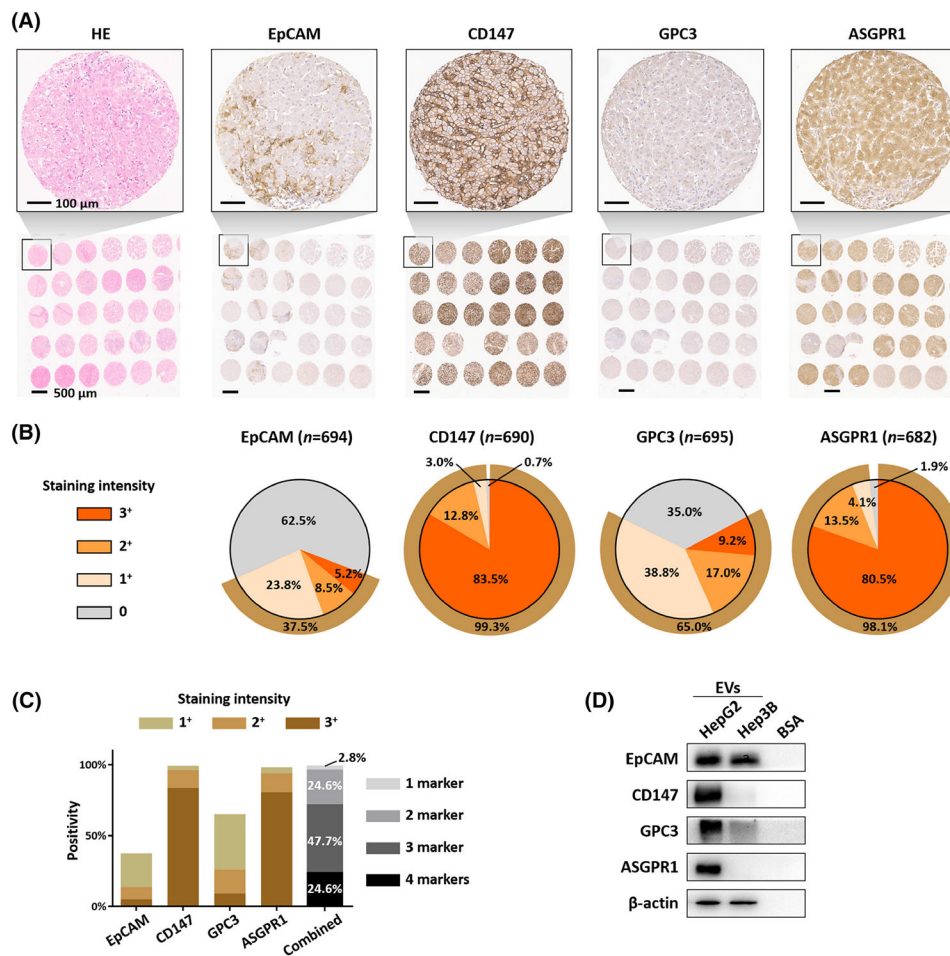 (A)
HE EpCAM CD147 GPC3 ASGPR1
100 µm
500 µm
(B)
EpCAM (n=694) CD147 (n=690) GPC3 (n=695) ASGPR1 (n=682)
Staining intensity
3+
2+
1+
0
62.5%
5.2%
8.5%
23.8%
37.5%
3.0% 0.7%
12.8%
83.5%
99.3%
35.0%
9.2%
17.0%
38.8%
65.0%
1.9%
4.1%
13.5%
80.5%
98.1%
(C)
Staining intensity
1+ 2+ 3+
Positivity
100%
50%
0%
2.8%
24.6%
47.7%
24.6%
EpCAM CD147 GPC3 ASGPR1 Combined
1 marker
2 marker
3 marker
4 markers
(D)
EVs
HepG2 Hep3B BSA
EpCAM
CD147
GPC3
ASGPR1
β-actin